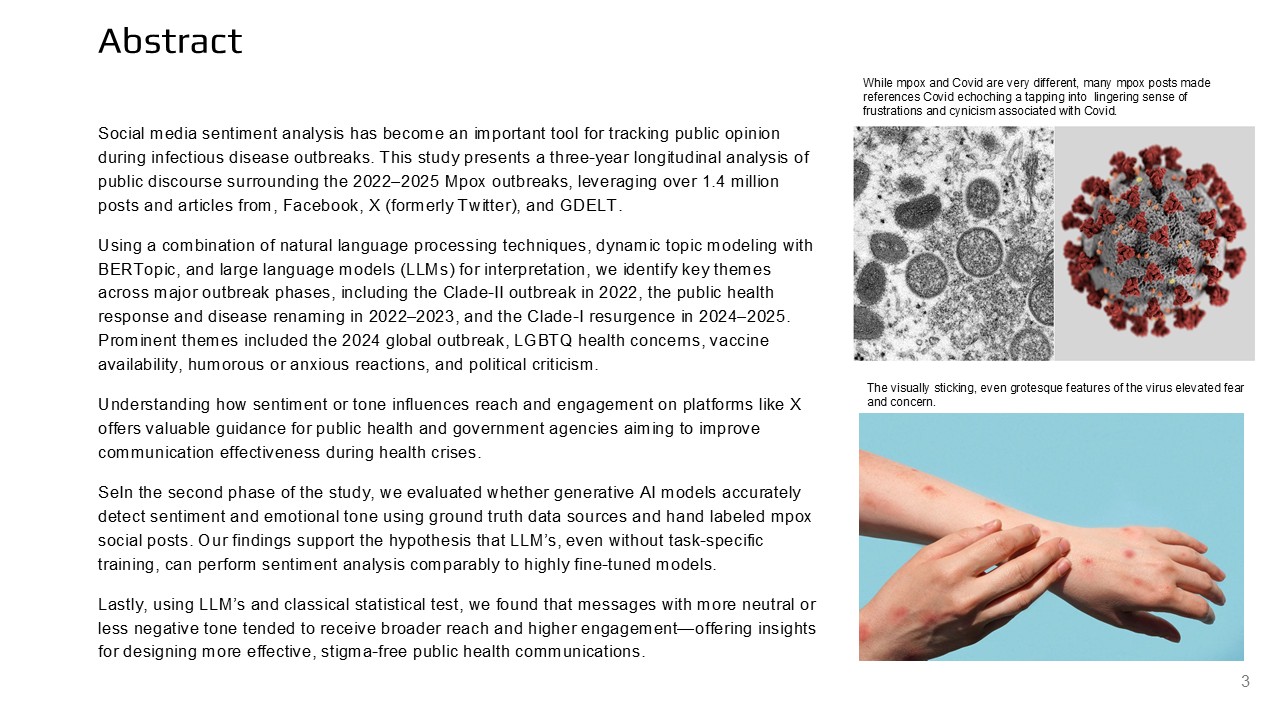 Abstract
Social media sentiment analysis has become an important tool for tracking public opinion
during infectious disease outbreaks. This study presents a three-year longitudinal analysis of
public discourse surrounding the 2022–2025 Mpox outbreaks, leveraging over 1.4 million
posts and articles from, Facebook, X (formerly Twitter), and GDELT.
Using a combination of natural language processing techniques, dynamic topic modeling with
BERTopic, and large language models (LLMs) for interpretation, we identify key themes
across major outbreak phases, including the Clade-II outbreak in 2022, the public health
response and disease renaming in 2022–2023, and the Clade-I resurgence in 2024–2025.
Prominent themes included the 2024 global outbreak, LGBTQ health concerns, vaccine
availability, humorous or anxious reactions, and political criticism.
Understanding how sentiment or tone influences reach and engagement on platforms like X
offers valuable guidance for public health and government agencies aiming to improve
communication effectiveness during health crises.
SeIn the second phase of the study, we evaluated whether generative AI models accurately
detect sentiment and emotional tone using ground truth data sources and hand labeled mpox
social posts. Our findings support the hypothesis that LLM’s, even without task-specific
training, can perform sentiment analysis comparably to highly fine-tuned models.
Lastly, using LLM’s and classical statistical test, we found that messages with more neutral or
less negative tone tended to receive broader reach and higher engagement—offering insights
for designing more effective, stigma-free public health communications.
While mpox and Covid are very different, many mpox posts made
references Covid echoching a tapping into  lingering sense of
frustrations and cynicism associated with Covid.
The visually sticking, even grotesque features of the virus elevated fear
and concern.
3